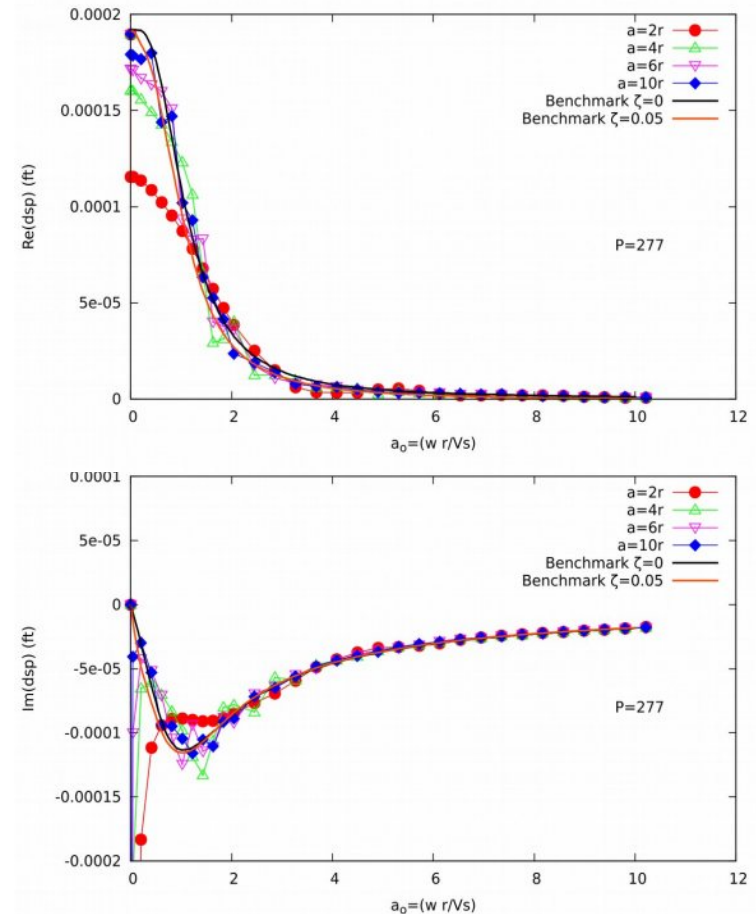 0.0002
0.00015
0.0001
5e-05
0
Re(dsp) (ft)
a=2r
a=4r
a=6r
a=10r
Benchmark ζ=0
Benchmark ζ=0.05
P=277
0 2 4 6 8 10 12
a₀=(w r/Vs)
0.0001
5e-05
0
-5e-05
-0.0001
-0.00015
-0.0002
Im(dsp) (ft)
a=2r
a=4r
a=6r
a=10r
Benchmark ζ=0
Benchmark ζ=0.05
P=277
0 2 4 6 8 10 12
a₀=(w r/Vs)